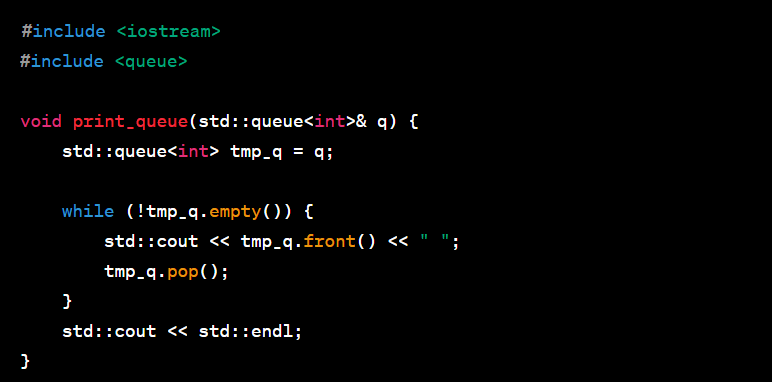 #include <iostream>
#include <queue>

void print_queue(std::queue<int>& q) {
    std::queue<int> tmp_q = q;

    while (!tmp_q.empty()) {
        std::cout << tmp_q.front() << " ";
        tmp_q.pop();
    }
    std::cout << std::endl;
}